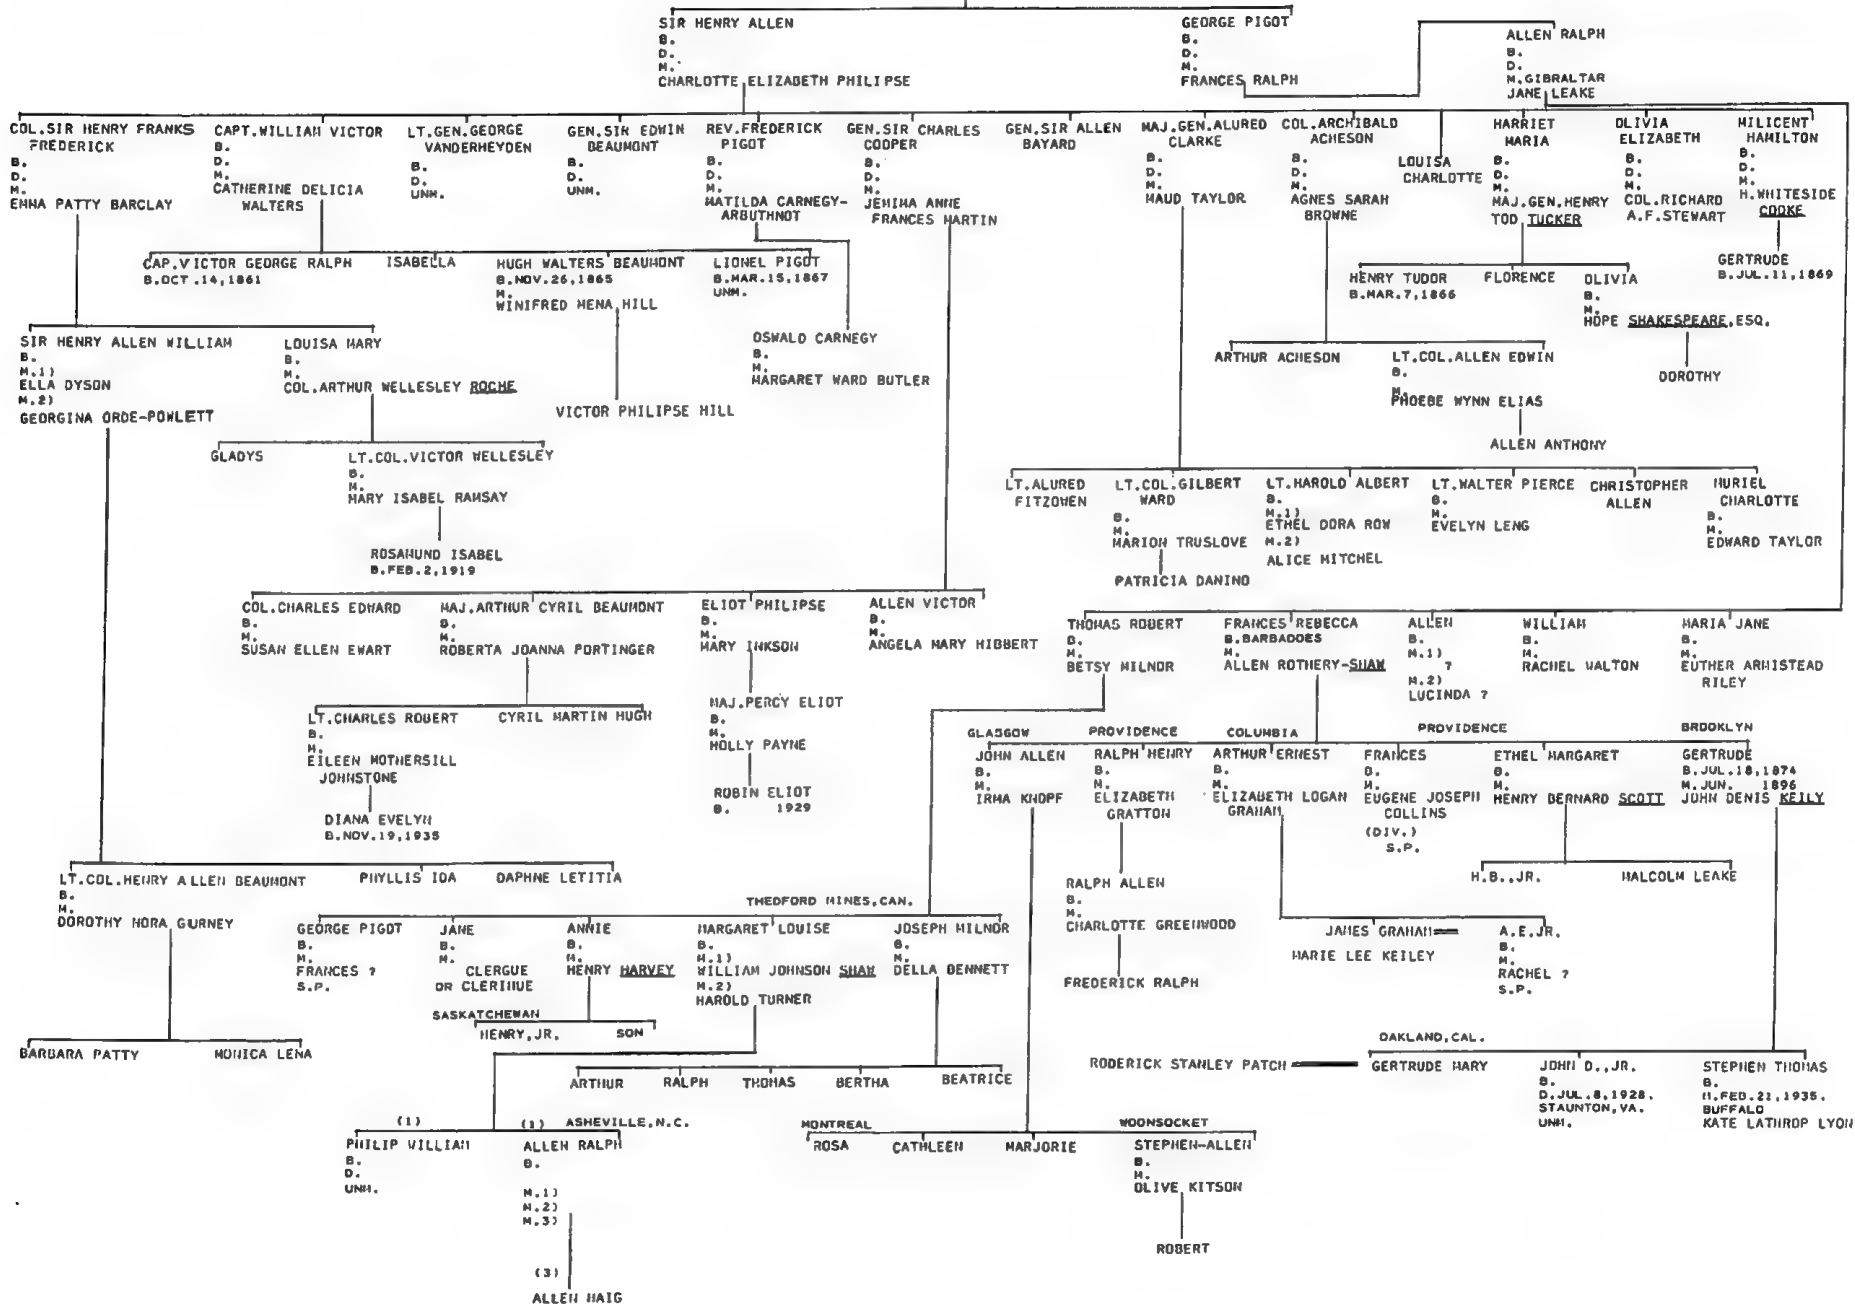 SIR HENRY ALLEN
B.
D.
M.
CHARLOTTE ELIZABETH PHILIPSE
GEORGE PIGOT
B.
D.
M.
FRANCES RALPH
ALLEN RALPH
B.
D.
M.GIBRALTAR
JANE LEAKE
COL.SIR HENRY FRANKS
FREDERICK
B.
D.
M.
EMMA PATTY BARCLAY
CAPT.WILLIAM VICTOR
B.
D.
M.
CATHERINE DELICIA
WALTERS
LT.GEN.GEORGE
VANDERHEYDEN
B.
D.
UNM.
GEN.SIR EDWIN
BEAUMONT
B.
D.
UNM.
REV.FREDERICK
PIGOT
B.
D.
M.
MATILDA CARNEGY-
ARBUTHNOT
GEN.SIR CHARLES
COOPER
B.
D.
M.
JEMIMA ANNE
FRANCES MARTIN
GEN.SIR ALLEN
BAYARD
MAJ.GEN.ALURED
CLARKE
B.
D.
M.
MAUD TAYLOR
COL.ARCHIBALD
ACHESON
B.
D.
M.
AGNES SARAH
BROWNE
LOUISA
CHARLOTTE
HARRIET
MARIA
B.
D.
M.
MAJ.GEN.HENRY
TOD TUCKER
OLIVIA
ELIZABETH
B.
D.
M.
COL.RICHARD
A.F.STEWART
MILICENT
HAMILTON
B.
D.
M.
H.WHITESIDE
COOKE
CAP.VICTOR GEORGE RALPH
B.OCT.14,1861
ISABELLA
HUGH WALTERS BEAUMONT
B.NOV.26,1865
M.
WINIFRED MENA HILL
LIONEL PIGOT
B.MAR.15,1867
UNM.
HENRY TUDOR
B.MAR.7,1866
FLORENCE
OLIVIA
B.
M.
HOPE SHAKESPEARE,ESQ.
GERTRUDE
B.JUL.11,1869
SIR HENRY ALLEN WILLIAM
B.
M.1)
ELLA DYSON
M.2)
GEORGINA ORDE-POWLETT
LOUISA MARY
B.
M.
COL.ARTHUR WELLESLEY ROCHE
VICTOR PHILIPSE HILL
OSWALD CARNEGY
B.
M.
MARGARET WARD BUTLER
ARTHUR ACHESON
LT.COL.ALLEN EDWIN
B.
M.
PHOEBE WYNN ELIAS
DOROTHY
ALLEN ANTHONY
GLADYS
LT.COL.VICTOR WELLESLEY
B.
M.
MARY ISABEL RAMSAY
ROSAMUND ISABEL
B.FEB.2,1919
LT.ALURED
FITZOWEN
LT.COL.GILBERT
WARD
B.
M.
MARION TRUSLOVE
PATRICIA DANINO
LT.HAROLD ALBERT
B.
M.1)
ETHEL DORA ROW
M.2)
ALICE MITCHEL
LT.WALTER PIERCE
B.
M.
EVELYN LENG
CHRISTOPHER
ALLEN
MURIEL
CHARLOTTE
B.
M.
EDWARD TAYLOR
COL.CHARLES EDWARD
B.
M.
SUSAN ELLEN EWART
MAJ.ARTHUR CYRIL BEAUMONT
B.
M.
ROBERTA JOANNA PORTINGER
ELIOT PHILIPSE
B.
M.
MARY INKSON
ALLEN VICTOR
B.
M.
ANGELA MARY HIBBERT
THOMAS ROBERT
B.
M.
BETSY MILNOR
FRANCES REBECCA
B.BARBADOES
M.
ALLEN ROTHERY-SHAW
ALLEN
B.
M.1)
?
M.2)
LUCINDA ?
WILLIAM
B.
M.
RACHEL WALTON
MARIA JANE
B.
M.
EUTHER ARMISTEAD
RILEY
LT.CHARLES ROBERT
B.
M.
EILEEN MOTHERSILL
JOHNSTONE
CYRIL MARTIN HUGH
MAJ.PERCY ELIOT
B.
M.
HOLLY PAYNE
DIANA EVELYN
B.NOV.19,1935
ROBIN ELIOT
B. 1929
GLASGOW
JOHN ALLEN
B.
M.
IRMA KNOPF
PROVIDENCE
RALPH HENRY
B.
M.
ELIZABETH
GRATTON
COLUMBIA
ARTHUR ERNEST
B.
M.
ELIZABETH LOGAN
GRAHAM
FRANCES
B.
M.
EUGENE JOSEPH
COLLINS
(DIV.)
S.P.
PROVIDENCE
ETHEL MARGARET
B.
M.
HENRY BERNARD SCOTT
BROOKLYN
GERTRUDE
B.JUL.18,1874
M.JUN. 1896
JOHN DENIS KEILY
H.B.,JR.
MALCOLM LEAKE
LT.COL.HENRY ALLEN BEAUMONT
B.
M.
DOROTHY NORA GURNEY
PHYLLIS IDA
DAPHNE LETITIA
RALPH ALLEN
B.
M.
CHARLOTTE GREENWOOD
FREDERICK RALPH
THEDFORD MINES,CAN.
GEORGE PIGOT
B.
M.
FRANCES ?
S.P.
JANE
B.
M.
CLERGUE
OR CLERIHUE
ANNIE
B.
M.
HENRY HARVEY
MARGARET LOUISE
B.
M.1)
WILLIAM JOHNSON SHAW
M.2)
HAROLD TURNER
JOSEPH MILNOR
B.
M.
DELLA BENNETT
JAMES GRAHAM
MARIE LEE KEILEY
A.E.JR.
B.
M.
RACHEL ?
S.P.
SASKATCHEWAN
HENRY,JR.
SON
BARBARA PATTY
MONICA LENA
ARTHUR
RALPH
THOMAS
BERTHA
BEATRICE
OAKLAND,CAL.
RODERICK STANLEY PATCH
GERTRUDE MARY
JOHN D.,JR.
B.
D.JUL.8,1928.
STAUNTON,VA.
UNM.
STEPHEN THOMAS
B.
M.FEB.21,1935.
BUFFALO
KATE LATHROP LYON
(1)
PHILIP WILLIAM
B.
D.
UNM.
(1) ASHEVILLE,N.C.
ALLEN RALPH
B.
M.1)
M.2)
M.3)
(3)
ALLEN HAIG
MONTREAL
ROSA
CATHLEEN
MARJORIE
WOONSOCKET
STEPHEN-ALLEN
B.
M.
OLIVE KITSON
ROBERT